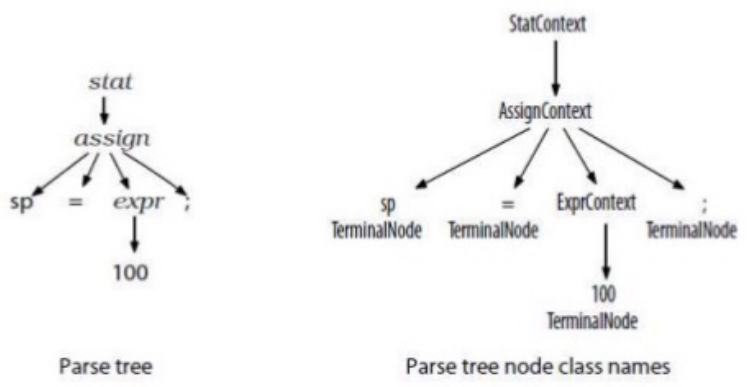 StatContext
stat
AssignContext
assign
sp = expr ;
sp = ExprContext ;
TerminalNode TerminalNode TerminalNode
100
100
TerminalNode
Parse tree
Parse tree node class names